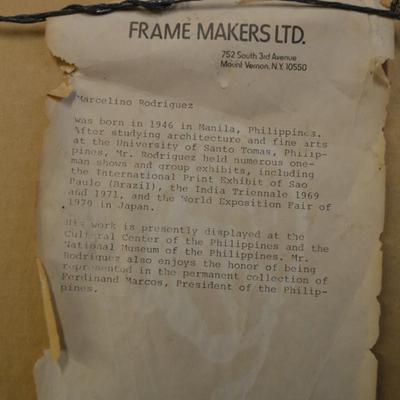 FRAME MAKERS LTD.
752 South 3rd Avenue
Mount Vernon, N.Y. 10550
Marcelino Rodriguez
was born in 1946 in Manila, Philippines.
After studying architecture and fine arts
at the University of Santo Tomas, Philip-
pines, Mr. Rodriguez held numerous one-
man shows and group exhibits, including
the International Print Exhibit of Sao
Paulo (Brazil), the India Triennale 1969
and 1971, and the World Exposition Fair of
1970 in Japan.
His work is presently displayed at the
Cultural Center of the Philippines and the
National Museum of the Philippines. Mr.
Rodriguez also enjoys the honor of being
represented in the permanent collection of
Ferdinand Marcos, President of the Philip-
pines.